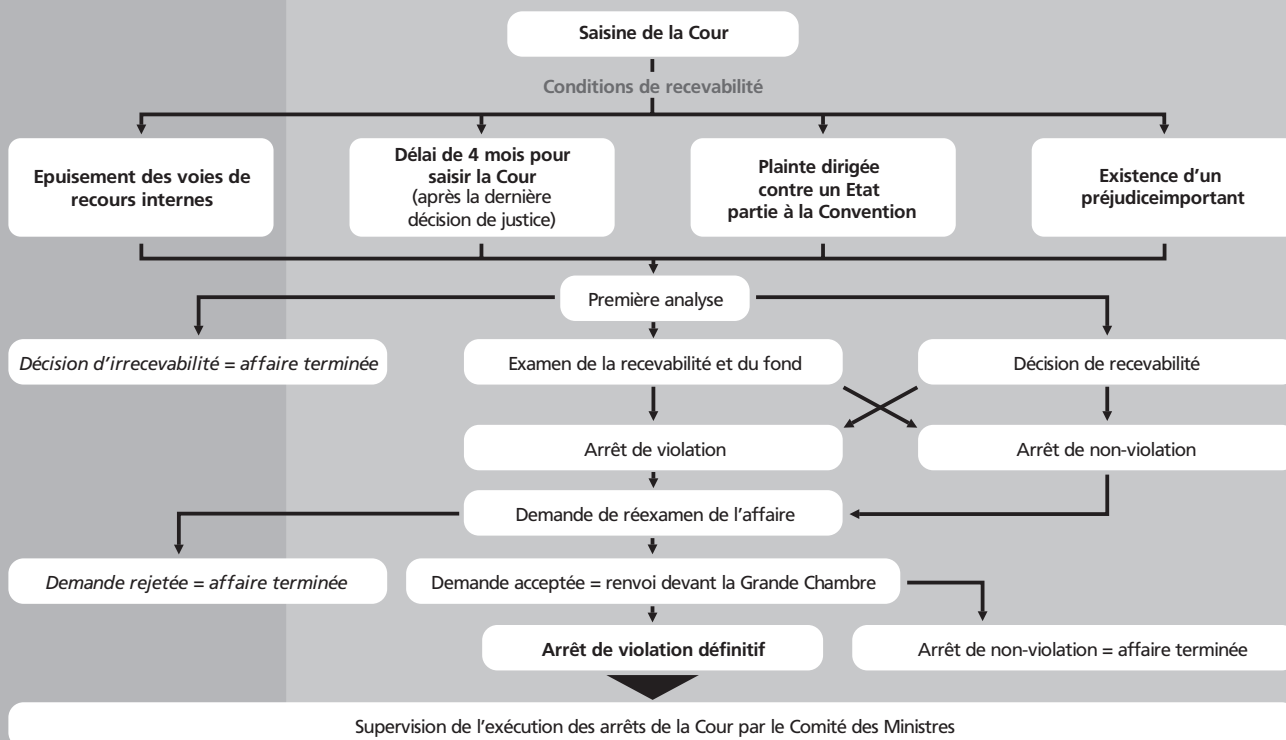 Saisine de la Cour
Conditions de recevabilité
Epuisement des voies de
recours internes
Délai de 4 mois pour
saisir la Cour
(après la dernière
décision de justice)
Plainte dirigée
contre un Etat
partie à la Convention
Existence d'un
préjudiceimportant
Première analyse
Décision d'irrecevabilité = affaire terminée
Examen de la recevabilité et du fond
Décision de recevabilité
Arrêt de violation
Arrêt de non-violation
Demande de réexamen de l'affaire
Demande rejetée = affaire terminée
Demande acceptée = renvoi devant la Grande Chambre
Arrêt de violation définitif
Arrêt de non-violation = affaire terminée
Supervision de l'exécution des arrêts de la Cour par le Comité des Ministres